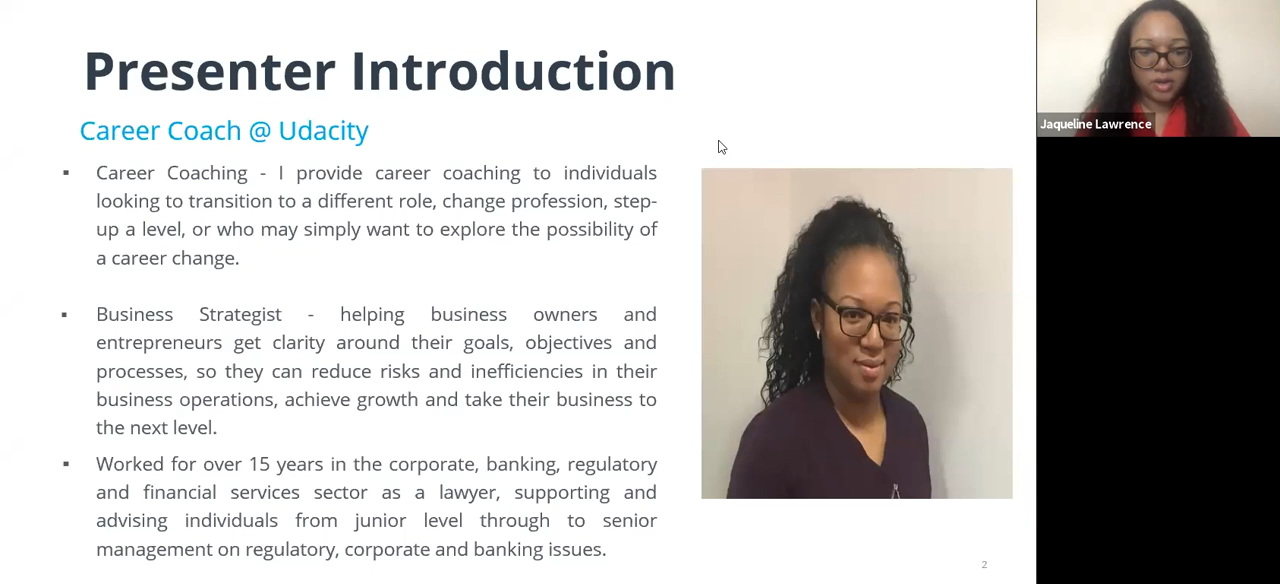 Presenter Introduction
Career Coach @ Udacity
▪ Career Coaching - I provide career coaching to individuals
looking to transition to a different role, change profession, step-
up a level, or who may simply want to explore the possibility of
a career change.
▪ Business Strategist - helping business owners and
entrepreneurs get clarity around their goals, objectives and
processes, so they can reduce risks and inefficiencies in their
business operations, achieve growth and take their business to
the next level.
▪ Worked for over 15 years in the corporate, banking, regulatory
and financial services sector as a lawyer, supporting and
advising individuals from junior level through to senior
management on regulatory, corporate and banking issues.
2
Jaqueline Lawrence